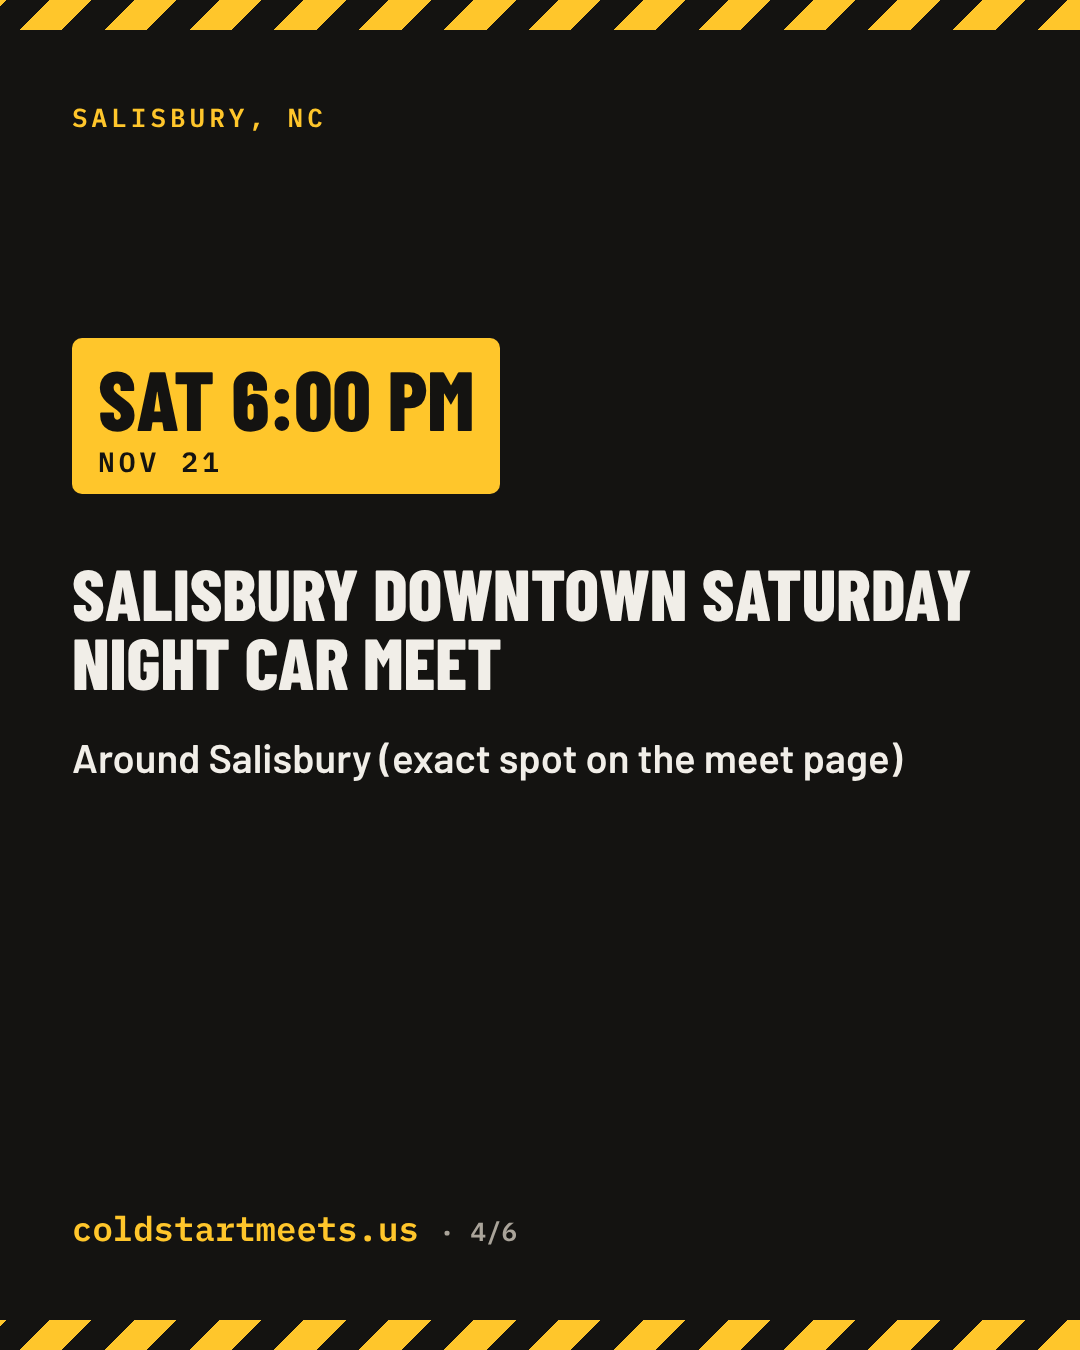 SALISBURY, NC
SAT 6:00 PM
NOV 21
SALISBURY DOWNTOWN SATURDAY
NIGHT CAR MEET
Around Salisbury (exact spot on the meet page)
coldstartmeets.us · 4/6